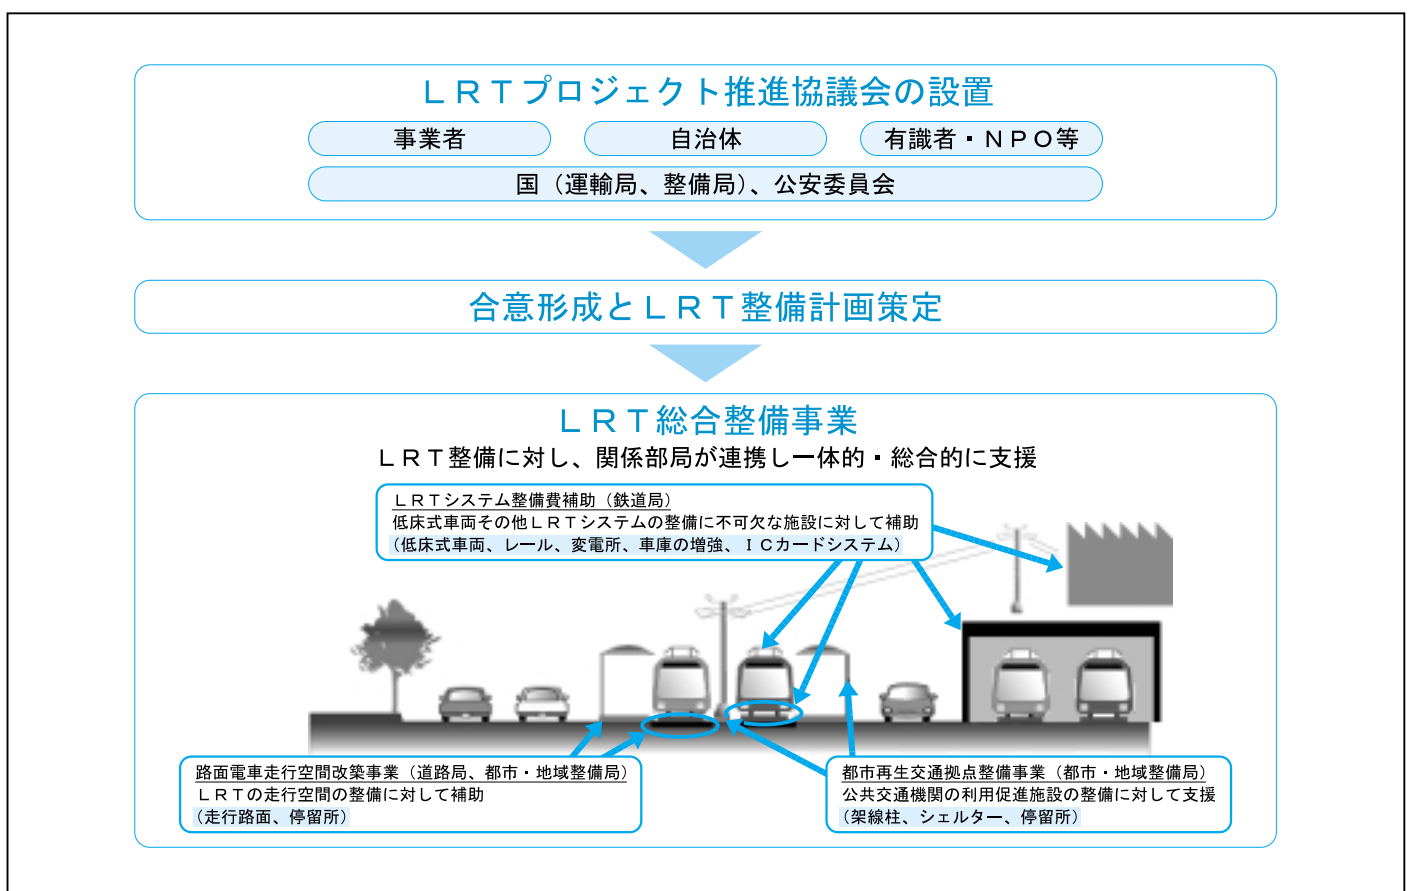 LRTプロジェクト推進協議会の設置
事業者
自治体
有識者・NPO等
国（運輸局、整備局）、公安委員会
合意形成とLRT整備計画策定
LRT総合整備事業
LRT整備に対し、関係部局が連携し一体的・総合的に支援
LRTシステム整備費補助（鉄道局）
低床式車両その他LRTシステムの整備に不可欠な施設に対して補助
（低床式車両、レール、変電所、車庫の増強、ICカードシステム）
路面電車走行空間改築事業（道路局、都市・地域整備局）
LRTの走行空間の整備に対して補助
（走行路面、停留所）
都市再生交通拠点整備事業（都市・地域整備局）
公共交通機関の利用促進施設の整備に対して支援
（架線柱、シェルター、停留所）